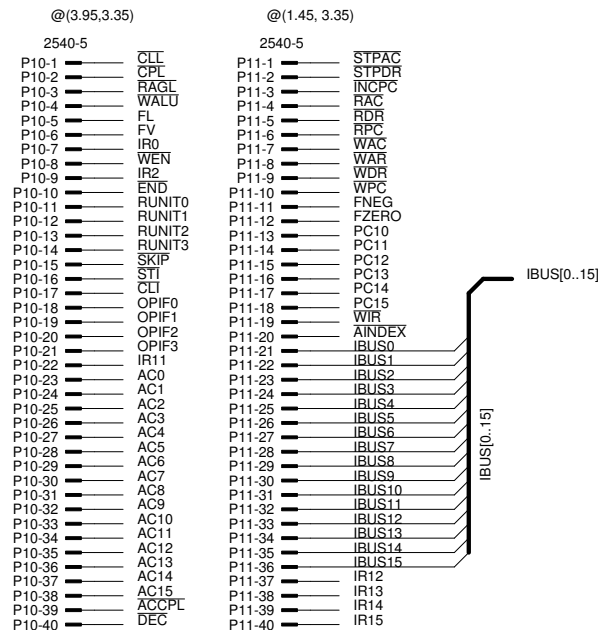 @(3.95,3.35)
2540-5
P10-1 CLL
P10-2 CPL
P10-3 RAGL
P10-4 WALU
P10-5 FL
P10-6 FV
P10-7 IR0
P10-8 WEN
P10-9 IR2
P10-10 END
P10-11 RUNIT0
P10-12 RUNIT1
P10-13 RUNIT2
P10-14 RUNIT3
P10-15 SKIP
P10-16 STI
P10-17 CLI
P10-18 OPIF0
P10-19 OPIF1
P10-20 OPIF2
P10-21 OPIF3
P10-22 IR11
P10-23 AC0
P10-24 AC1
P10-25 AC2
P10-26 AC3
P10-27 AC4
P10-28 AC5
P10-29 AC6
P10-30 AC7
P10-31 AC8
P10-32 AC9
P10-33 AC10
P10-34 AC11
P10-35 AC12
P10-36 AC13
P10-37 AC14
P10-38 AC15
P10-39 ACCPL
P10-40 DEC
@(1.45, 3.35)
2540-5
P11-1 STPAC
P11-2 STPDR
P11-3 INCPC
P11-4 RAC
P11-5 RDR
P11-6 RPC
P11-7 WAC
P11-8 WAR
P11-9 WDR
P11-10 WPC
P11-11 FNEG
P11-12 FZERO
P11-13 PC10
P11-14 PC11
P11-15 PC12
P11-16 PC13
P11-17 PC14
P11-18 PC15
P11-19 WIR
P11-20 AINDEX
P11-21 IBUS0
P11-22 IBUS1
P11-23 IBUS2
P11-24 IBUS3
P11-25 IBUS4
P11-26 IBUS5
P11-27 IBUS6
P11-28 IBUS7
P11-29 IBUS8
P11-30 IBUS9
P11-31 IBUS10
P11-32 IBUS11
P11-33 IBUS12
P11-34 IBUS13
P11-35 IBUS14
P11-36 IBUS15
P11-37 IR12
P11-38 IR13
P11-39 IR14
P11-40 IR15
IBUS[0..15]
IBUS[0..15]